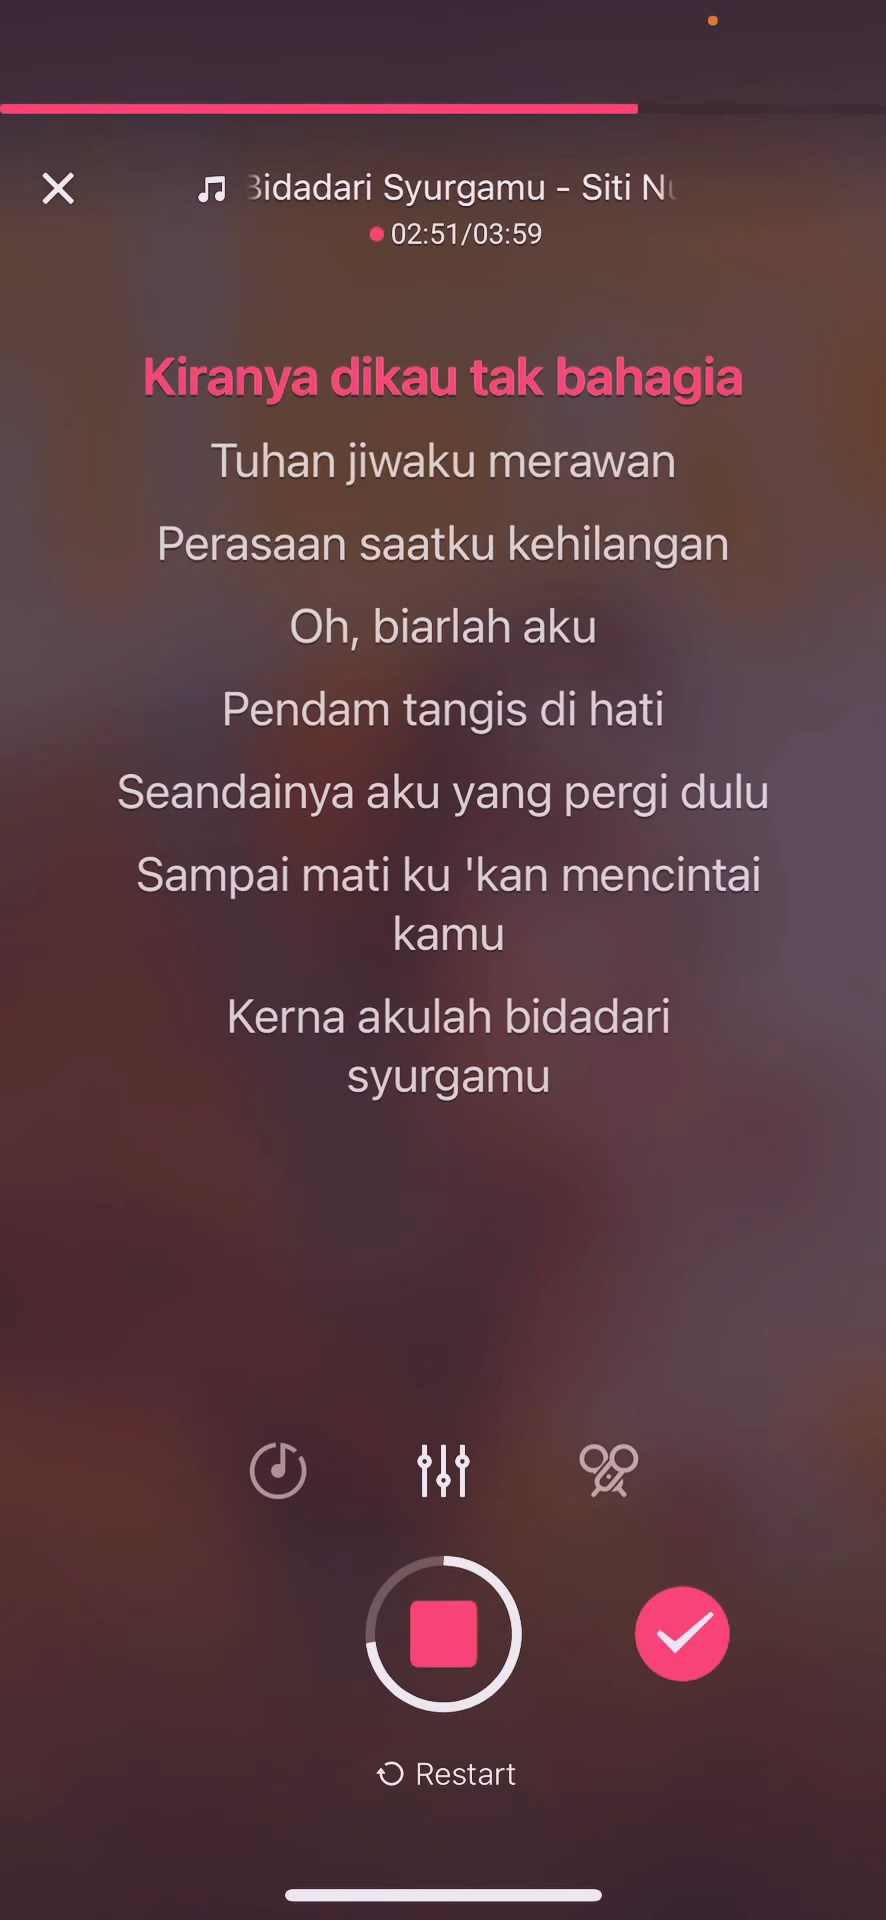 Bidadari Syurgamu - Siti Nu
02:51/03:59
Kiranya dikau tak bahagia
Tuhan jiwaku merawan
Perasaan saatku kehilangan
Oh, biarlah aku
Pendam tangis di hati
Seandainya aku yang pergi dulu
Sampai mati ku 'kan mencintai
kamu
Kerna akulah bidadari
syurgamu
Restart